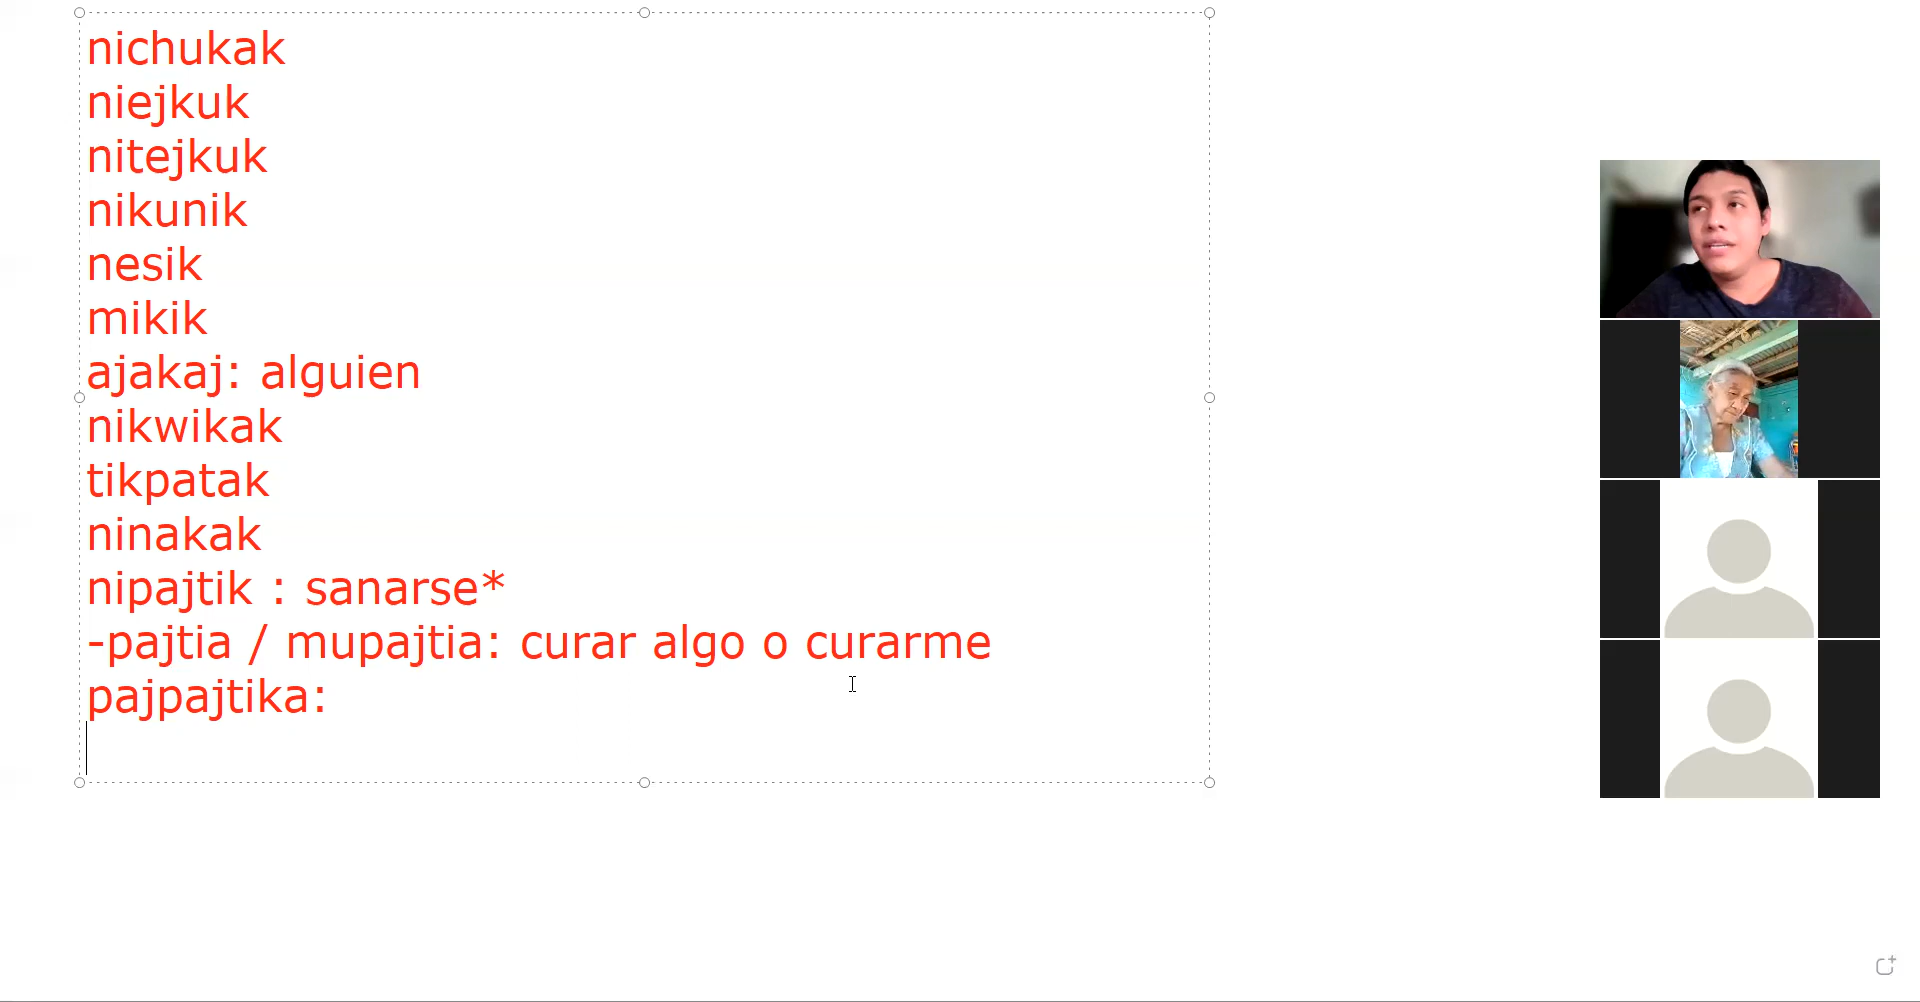 nichukak
niejkuk
nitejkuk
nikunik
nesik
mikik
ajakaj: alguien
nikwikak
tikpatak
ninakak
nipajtik : sanarse*
-pajtia / mupajtia: curar algo o curarme
pajpajtika: